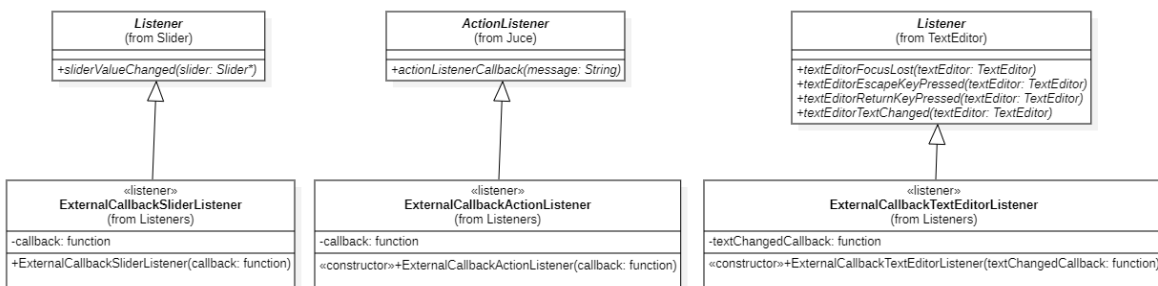 Listener
(from Slider)
+sliderValueChanged(slider: Slider*)
ActionListener
(from Juce)
+actionListenerCallback(message: String)
Listener
(from TextEditor)
+textEditorFocusLost(textEditor: TextEditor)
+textEditorEscapeKeyPressed(textEditor: TextEditor)
+textEditorReturnKeyPressed(textEditor: TextEditor)
+textEditorTextChanged(textEditor: TextEditor)
«listener»
ExternalCallbackSliderListener
(from Listeners)
-callback: function
+ExternalCallbackSliderListener(callback: function)
«listener»
ExternalCallbackActionListener
(from Listeners)
-callback: function
«constructor»+ExternalCallbackActionListener(callback: function)
«listener»
ExternalCallbackTextEditorListener
(from Listeners)
-textChangedCallback: function
«constructor»+ExternalCallbackTextEditorListener(textChangedCallback: function)